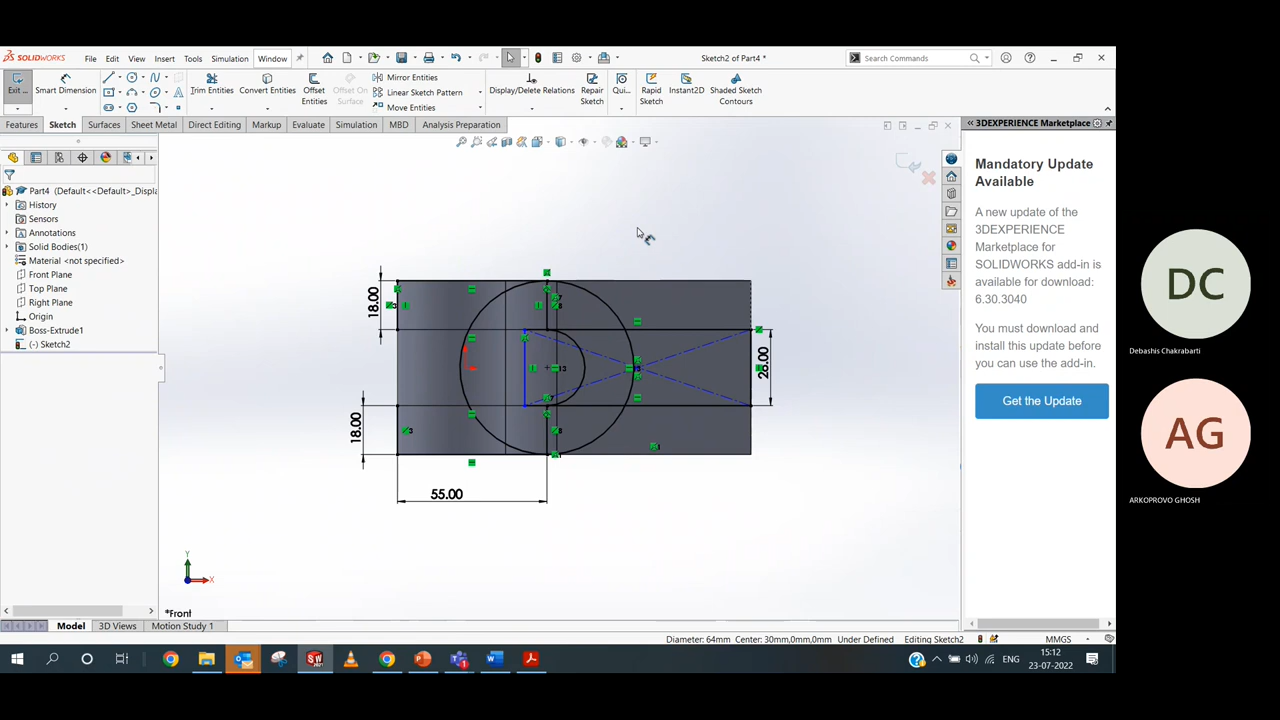 SOLIDWORKS
File Edit View Insert Tools Simulation Window
Sketch2 of Part4 *
Search Commands
Exit ...
Smart Dimension
Trim Entities
Convert Entities
Offset Entities
Offset On Surface
Mirror Entities
Linear Sketch Pattern
Move Entities
Display/Delete Relations
Repair Sketch
Qui...
Rapid Sketch
Instant2D
Shaded Sketch Contours
Features Sketch Surfaces Sheet Metal Direct Editing Markup Evaluate Simulation MBD Analysis Preparation
3DEXPERIENCE Marketplace
Mandatory Update
Available
A new update of the
3DEXPERIENCE
Marketplace for
SOLIDWORKS add-in is
available for download:
6.30.3040
You must download and
install this update before
you can use the add-in.
Get the Update
Part4 (Default<<Default>_Displa
History
Sensors
Annotations
Solid Bodies(1)
Material <not specified>
Front Plane
Top Plane
Right Plane
Origin
Boss-Extrude1
(-) Sketch2
18.00
18.00
55.00
Y
X
*Front
Model 3D Views Motion Study 1
Diameter: 64mm Center: 30mm,0mm,0mm Under Defined Editing Sketch2 MMGS
ENG
15:12
23-07-2022
DC
Debashis Chakrabarti
AG
ARKOPROVO GHOSH